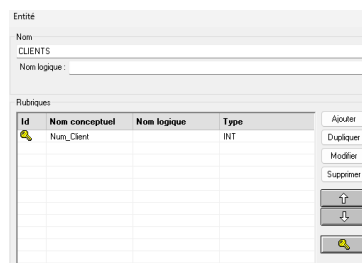 Entité
Nom
CLIENTS
Nom logique :
Rubriques
Id Nom conceptuel Nom logique Type
Num_Client INT
Ajouter
Dupliquer
Modifier
Supprimer